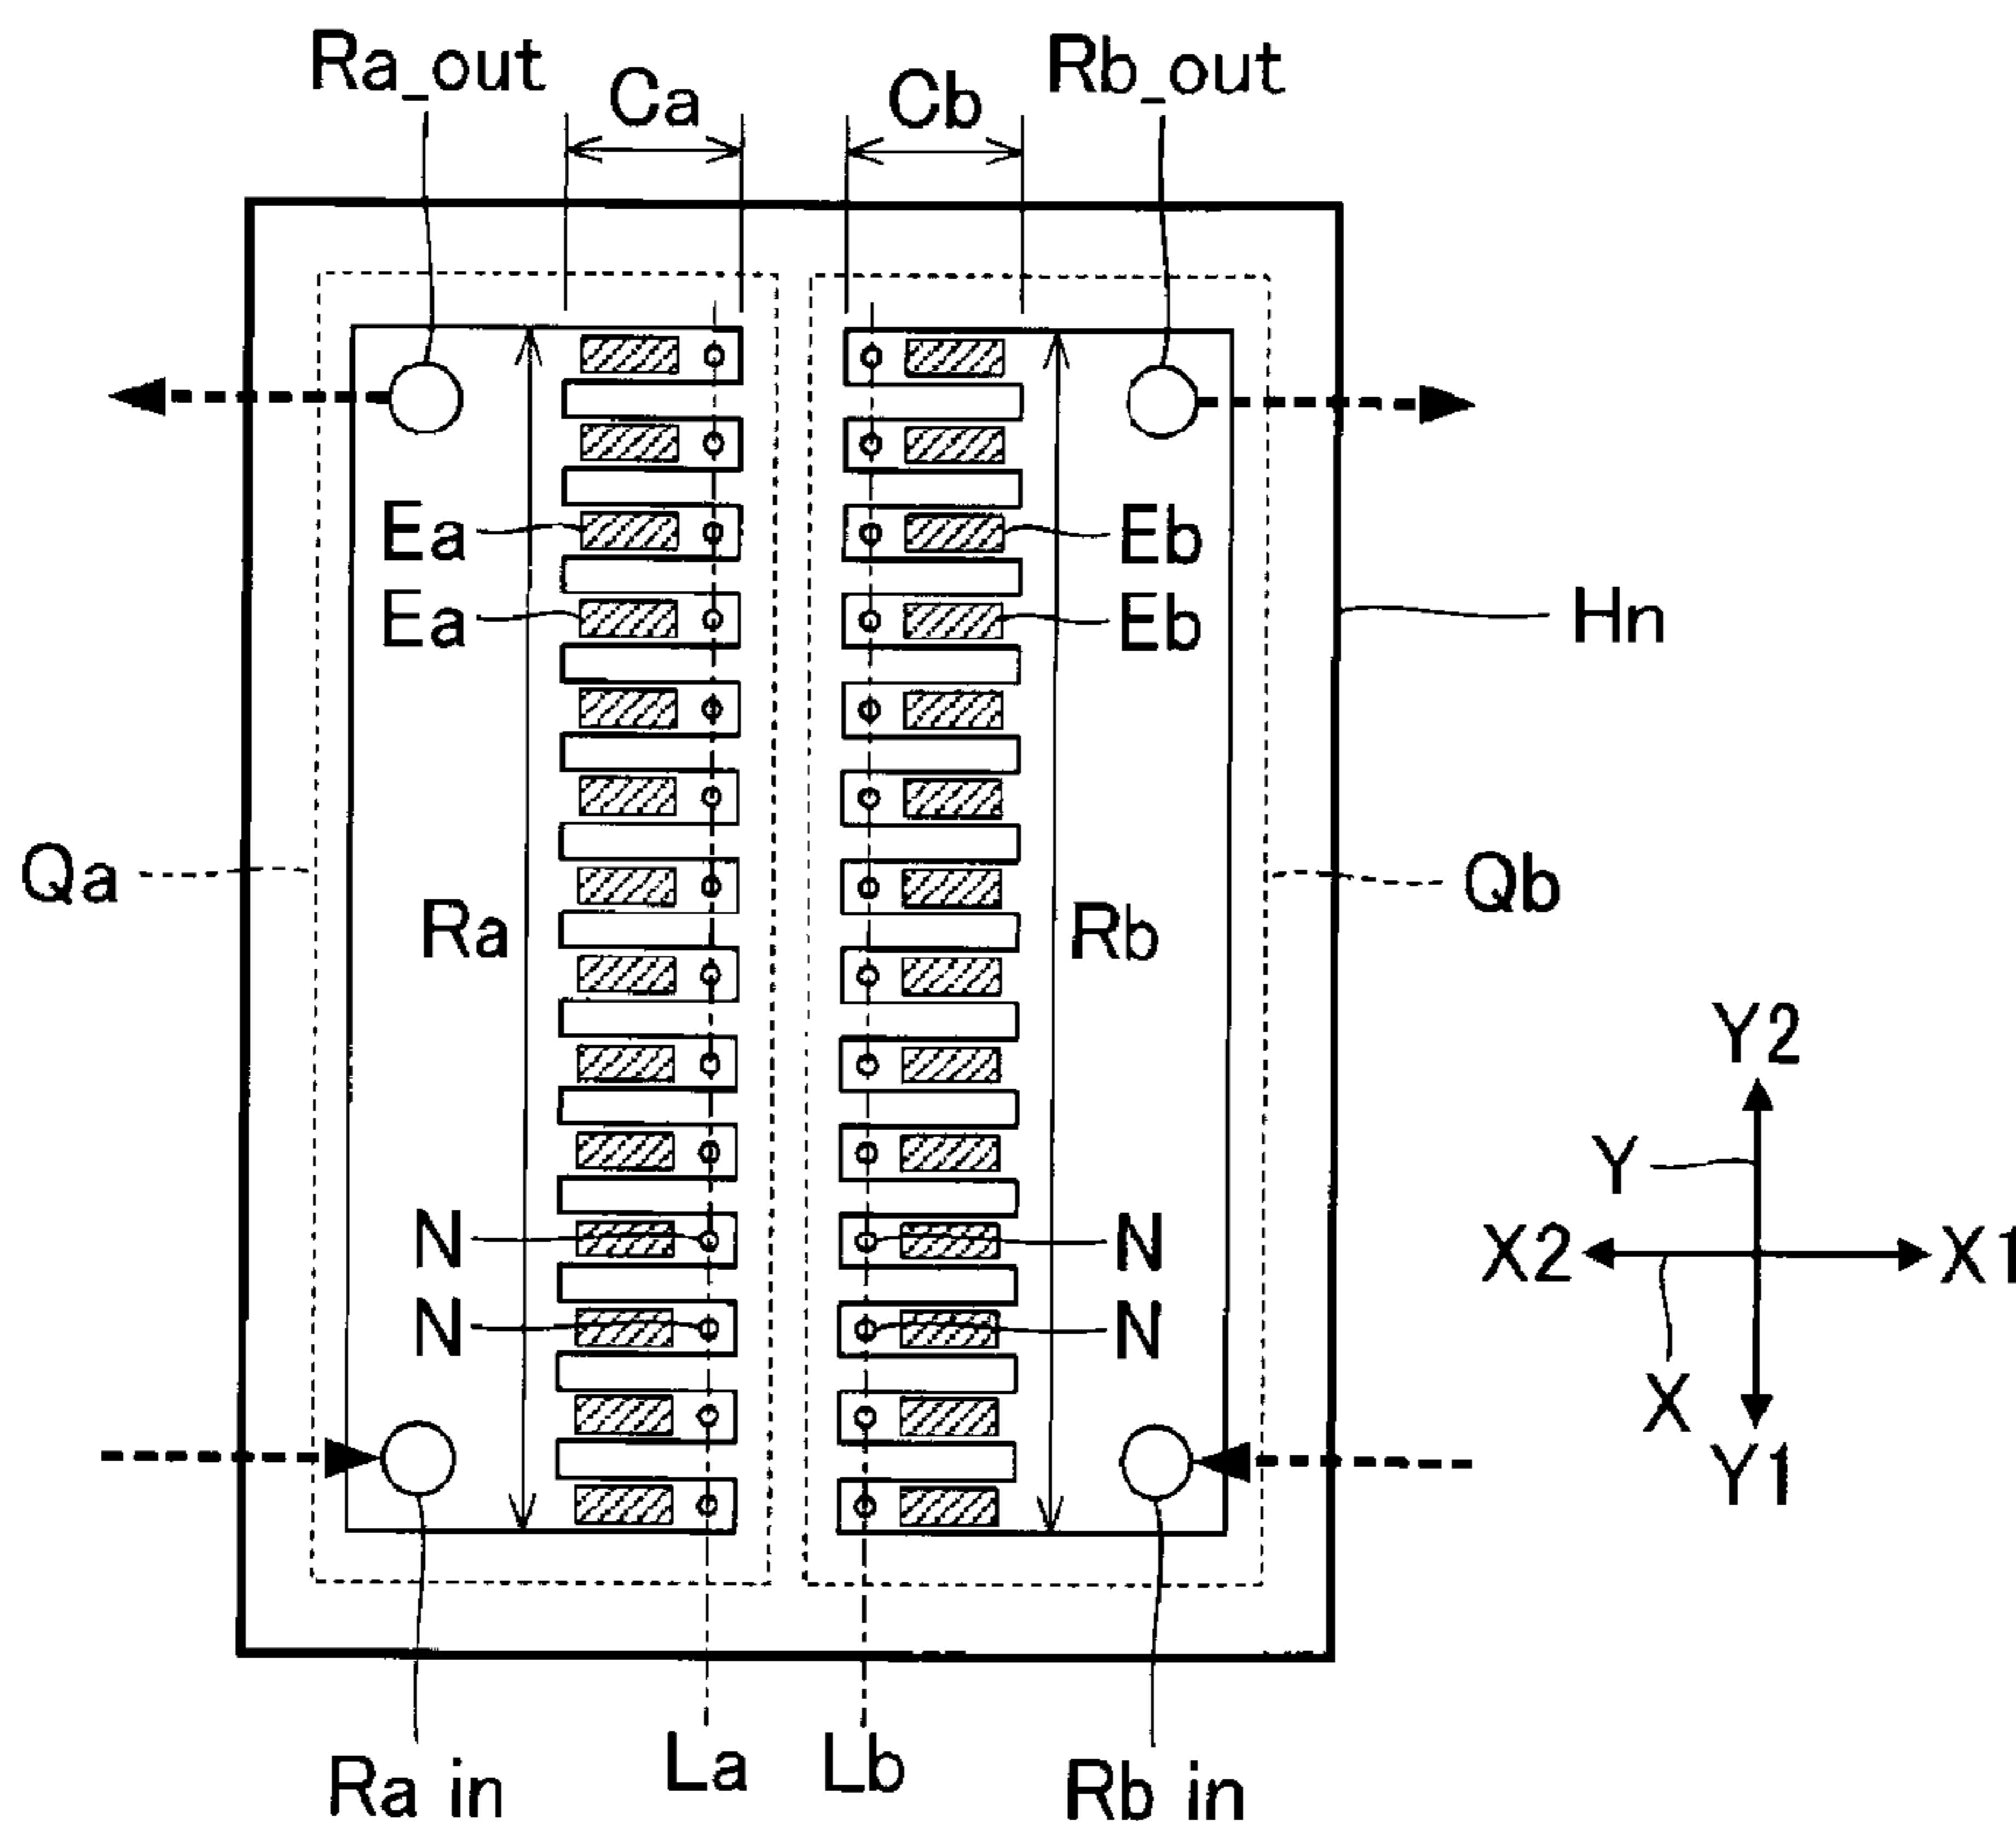 Ra_out
Ca
Cb
Rb_out
Ea
Eb
Ea
Eb
Hn
Qa
Qb
Ra
Rb
Y2
Y
N
N
X2
X1
N
N
X
Y1
La
Lb
Ra in
Rb in